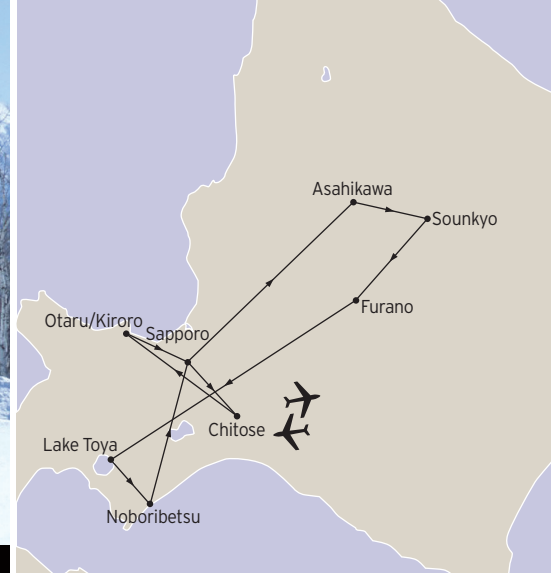 Asahikawa
Sounkyo
Furano
Otaru/Kiroro
Sapporo
Chitose
Lake Toya
Noboribetsu